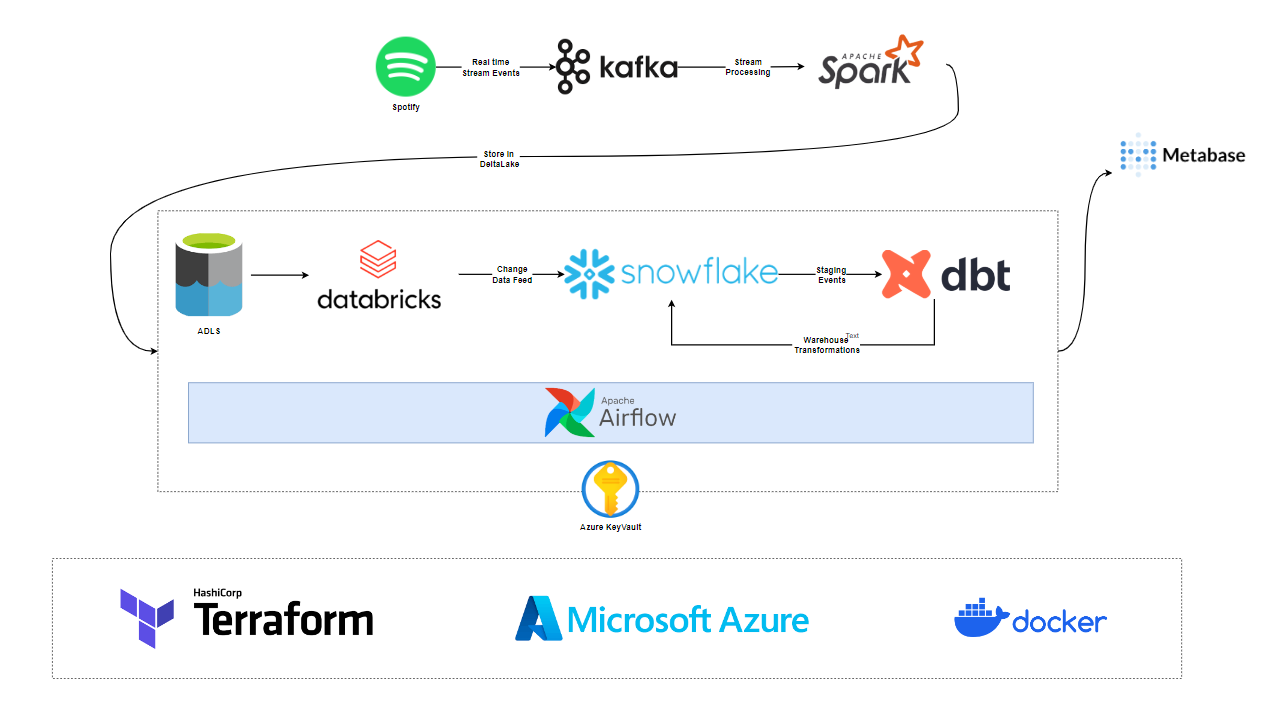 Real time
Stream Events
kafka
Stream
Processing
APACHE
Spark
Spotify
Store in
DeltaLake
Metabase
ADLS
databricks
Change
Data Feed
snowflake
Staging
Events
dbt
Text
Warehouse
Transformations
Apache
Airflow
Azure KeyVault
HashiCorp
Terraform
Microsoft Azure
docker